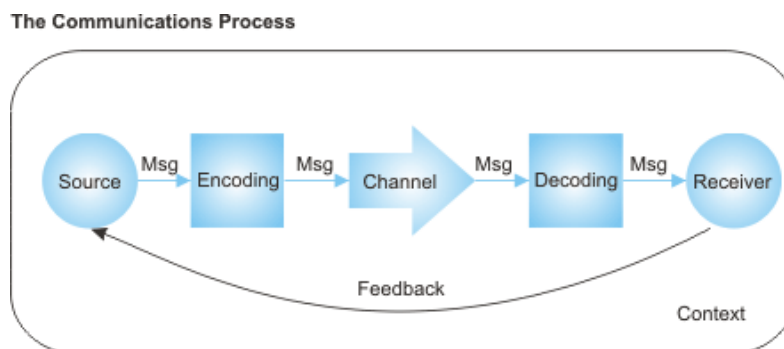 The Communications Process
Msg Msg Msg Msg
Source Encoding Channel Decoding Receiver
Feedback
Context